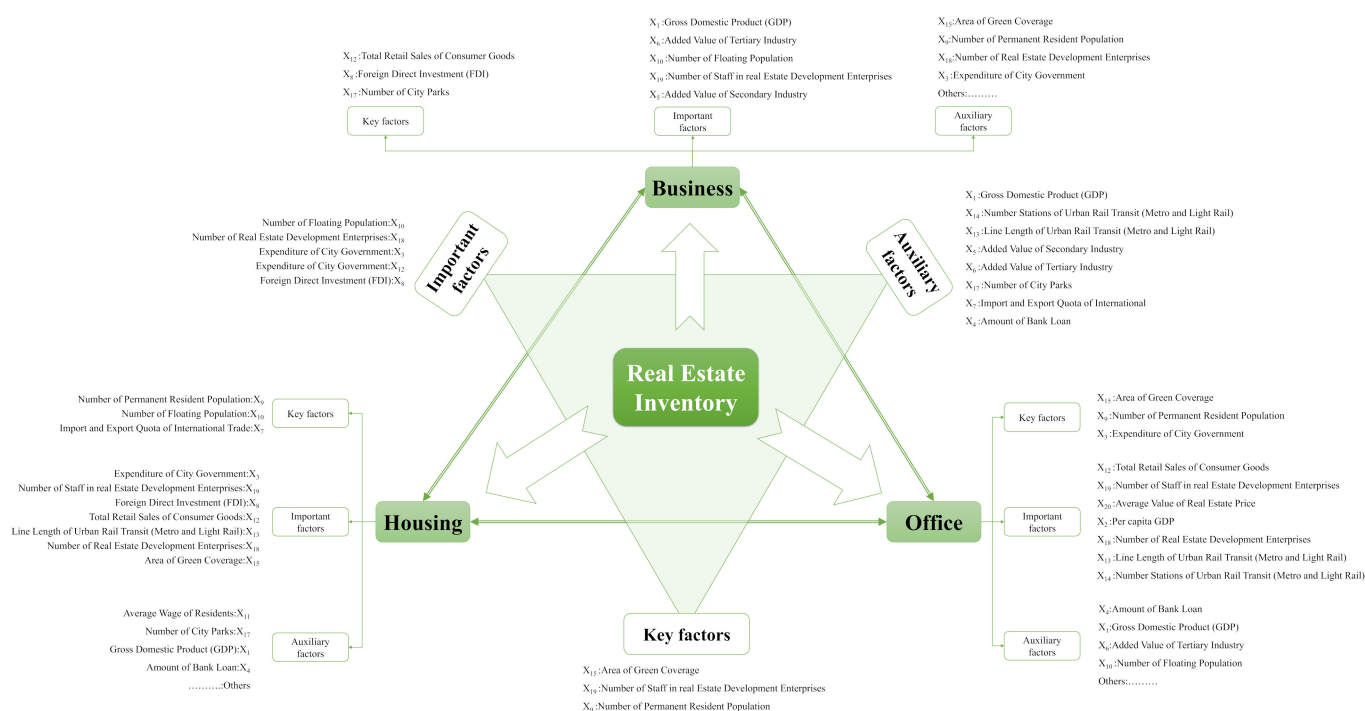 X12:Total Retail Sales of Consumer Goods
X8:Foreign Direct Investment (FDI)
X17:Number of City Parks
Key factors
X1:Gross Domestic Product (GDP)
X6:Added Value of Tertiary Industry
X10:Number of Floating Population
X19:Number of Staff in real Estate Development Enterprises
X5:Added Value of Secondary Industry
Important
factors
X15:Area of Green Coverage
X9:Number of Permanent Resident Population
X18:Number of Real Estate Development Enterprises
X3:Expenditure of City Government
Others:………
Auxiliary
factors
Business
Number of Floating Population:X10
Number of Real Estate Development Enterprises:X18
Expenditure of City Government:X3
Expenditure of City Government:X12
Foreign Direct Investment (FDI):X8
Important
factors
Auxiliary
factors
X1:Gross Domestic Product (GDP)
X14:Number Stations of Urban Rail Transit (Metro and Light Rail)
X13:Line Length of Urban Rail Transit (Metro and Light Rail)
X5:Added Value of Secondary Industry
X6:Added Value of Tertiary Industry
X17:Number of City Parks
X7:Import and Export Quota of International
X4:Amount of Bank Loan
Real Estate
Inventory
Number of Permanent Resident Population:X9
Number of Floating Population:X10
Import and Export Quota of International Trade:X7
Key factors
Expenditure of City Government:X3
Number of Staff in real Estate Development Enterprises:X19
Foreign Direct Investment (FDI):X8
Total Retail Sales of Consumer Goods:X12
Line Length of Urban Rail Transit (Metro and Light Rail):X13
Number of Real Estate Development Enterprises:X18
Area of Green Coverage:X15
Important
factors
Average Wage of Residents:X11
Number of City Parks:X17
Gross Domestic Product (GDP):X1
Amount of Bank Loan:X4
……….:Others
Auxiliary
factors
Housing
Office
Key factors
X15:Area of Green Coverage
X9:Number of Permanent Resident Population
X3:Expenditure of City Government
Important
factors
X12:Total Retail Sales of Consumer Goods
X19:Number of Staff in real Estate Development Enterprises
X20:Average Value of Real Estate Price
X2:Per capita GDP
X18:Number of Real Estate Development Enterprises
X13:Line Length of Urban Rail Transit (Metro and Light Rail)
X14:Number Stations of Urban Rail Transit (Metro and Light Rail)
Auxiliary
factors
X4:Amount of Bank Loan
X1:Gross Domestic Product (GDP)
X6:Added Value of Tertiary Industry
X10:Number of Floating Population
Others:………
Key factors
X15:Area of Green Coverage
X19:Number of Staff in real Estate Development Enterprises
X9:Number of Permanent Resident Population